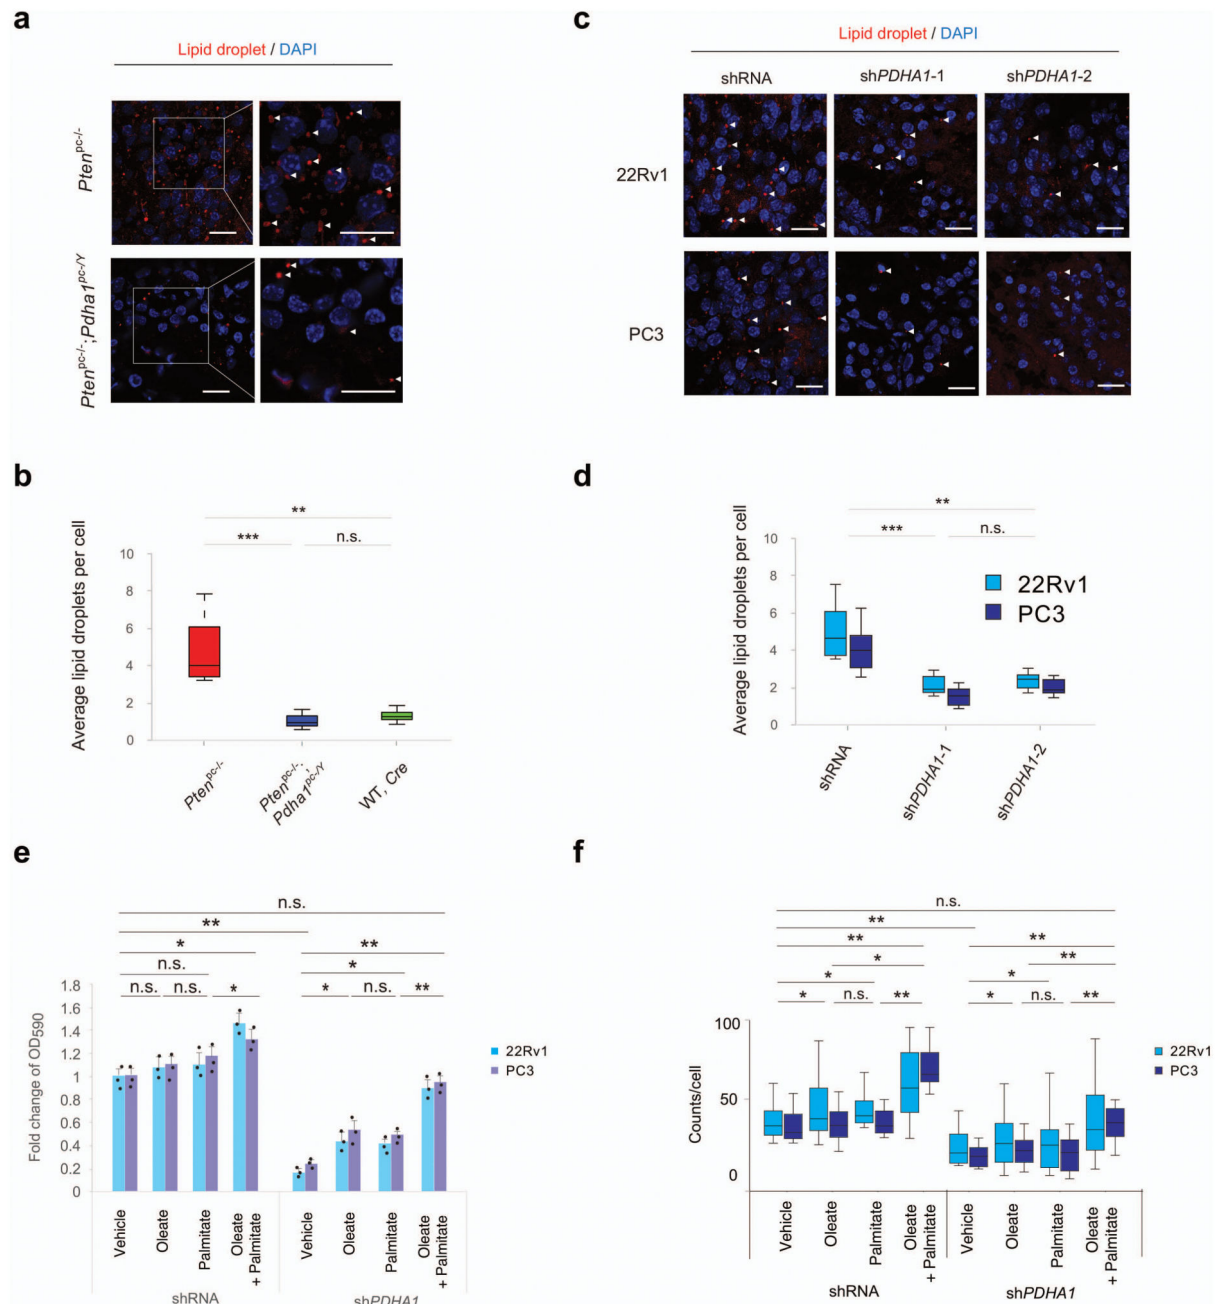 a
Lipid droplet / DAPI
Pten^pc-/-
Pten^pc-/-;Pdha1^pc-/Y
c
Lipid droplet / DAPI
shRNA shPDHA1-1 shPDHA1-2
22Rv1
PC3
b
Average lipid droplets per cell
**
*** n.s.
10
8
6
4
2
0
Pten^pc-/-
Pten^pc-/-;
Pdha1^pc-/Y
WT, Cre
d
Average lipid droplets per cell
**
*** n.s.
10
8
6
4
2
0
22Rv1
PC3
shRNA
shPDHA1-1
shPDHA1-2
e
n.s.
**
* **
n.s. *
n.s. n.s. * * n.s. **
Fold change of OD590
1.8
1.6
1.4
1.2
1
0.8
0.6
0.4
0.2
0
22Rv1
PC3
Vehicle
Oleate
Palmitate
Oleate
+ Palmitate
Vehicle
Oleate
Palmitate
Oleate
+ Palmitate
shRNA shPDHA1
f
n.s.
**
** **
* **
* *
* n.s. ** * n.s. **
Counts/cell
100
50
0
22Rv1
PC3
Vehicle
Oleate
Palmitate
Oleate
+ Palmitate
Vehicle
Oleate
Palmitate
Oleate
+ Palmitate
shRNA shPDHA1